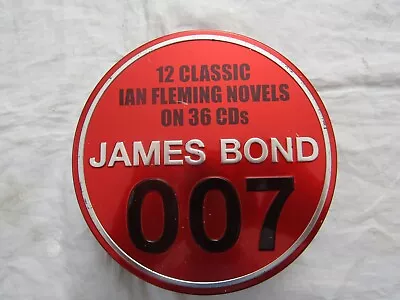 12 CLASSIC
IAN FLEMING NOVELS
ON 36 CDs
JAMES BOND
007